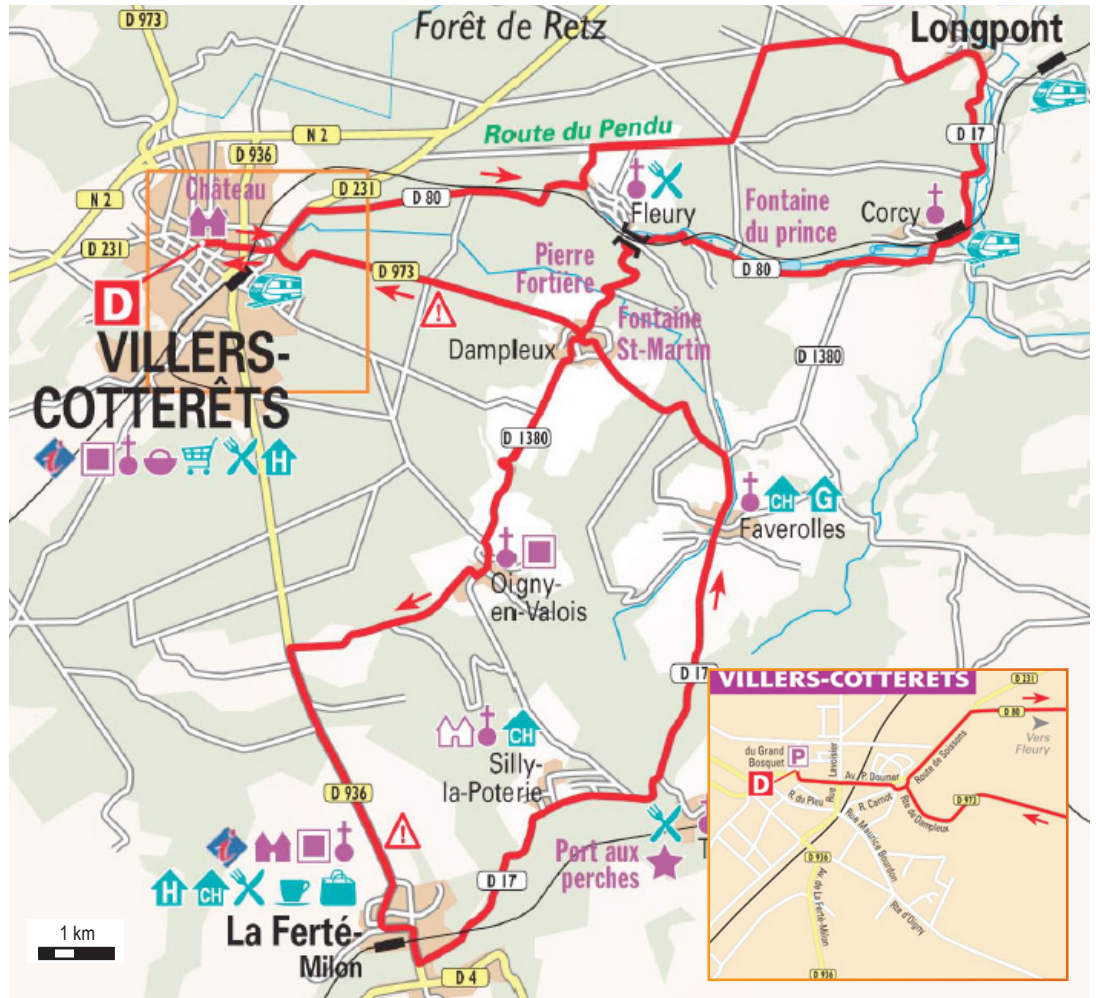 D 973
Forêt de Retz
Longpont
N 2
D 936
Route du Pendu
D 17
Château
D 231
D 80
N 2
Fleury
Fontaine
du prince
Corcy
D 231
Pierre
Fortière
D 80
D 973
D
Fontaine
St-Martin
Dampleux
D 1380
VILLERS-
COTTERÊTS
i
H
D 1380
CH
G
Faverolles
Oigny-
en-Valois
D 17
CH
Silly-
la-Poterie
D 936
i
Port aux
perches
T
H
CH
D 17
La Ferté-
Milon
1 km
D 4
VILLERS-COTTERETS
D 231
D 80
Vers
Fleury
du Grand
Bosquet
P
D
Rue Lavoisier
Av. P. Doumer
Route de Soissons
R. du Pleu
R. Carnot
Rte de Dampleux
D 973
Rue Maurice Bourdon
D 936
Av. de La Ferté-Milon
Rte d'Oigny
D 936